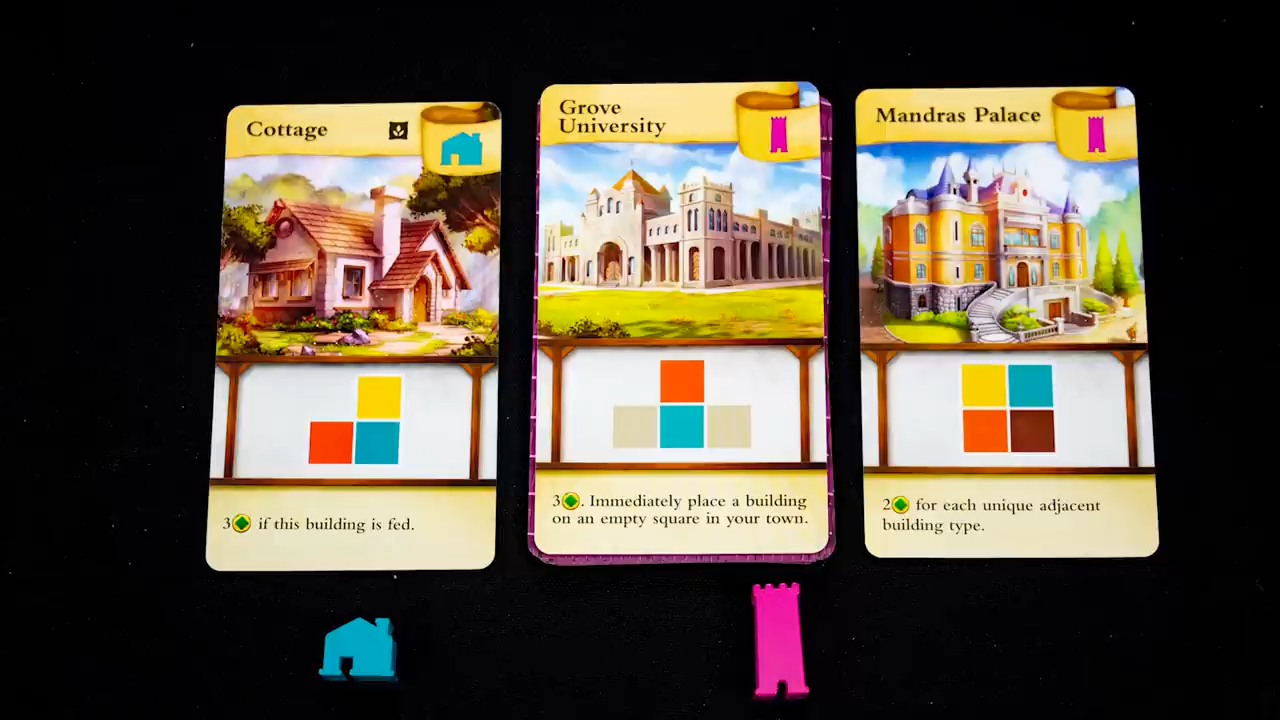 Cottage
3 if this building is fed.
Grove
University
3. Immediately place a building
on an empty square in your town.
Mandras Palace
2 for each unique adjacent
building type.